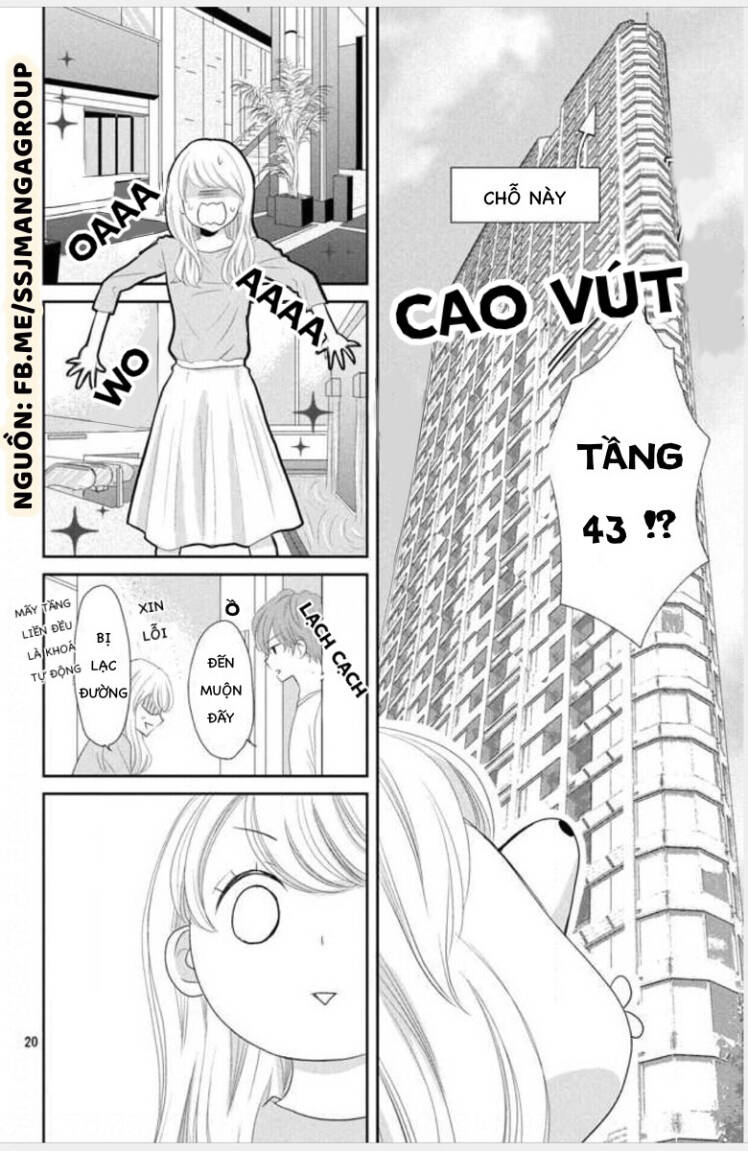 CHỖ NÀY
CAO VÚT
TẦNG
43 !?
OAAA
AAAA
WO
LẠCH CẠCH
Ồ
ĐẾN
MUỘN
ĐẤY
XIN
LỖI
BỊ
LẠC
ĐƯỜNG
MẤY TẦNG
LIỀN ĐỀU
LÀ KHOÁ
TỰ ĐỘNG
NGUỒN: FB.ME/SSJMANGAGROUP
20